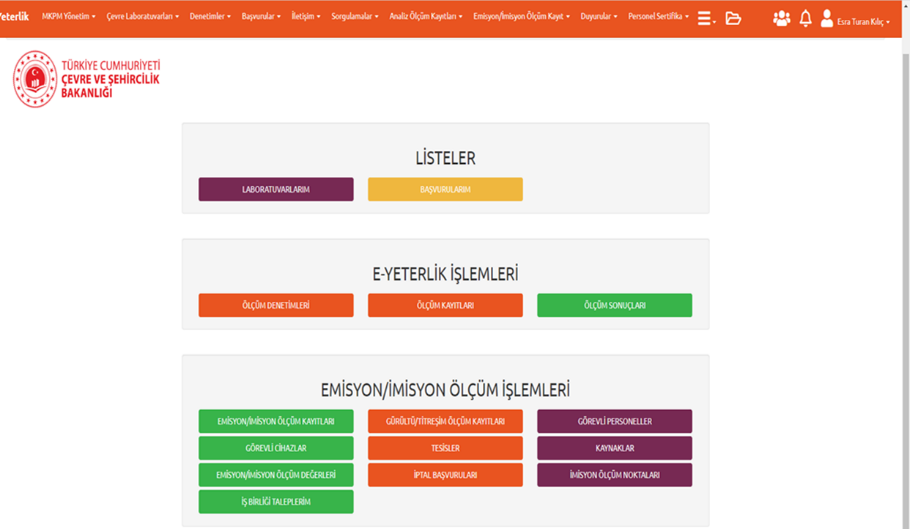 Yeterlik MKPM Yönetim Çevre Laboratuvarları Denetimler Başvurular İletişim Sorgulamalar Analiz Ölçüm Kayıtları Emisyon/İmisyon Ölçüm Kayıt Duyurular Personel Sertifika Esra Turan Kılıç
TÜRKİYE CUMHURİYETİ
ÇEVRE VE ŞEHİRCİLİK
BAKANLIĞI
LİSTELER
LABORATUVARLARIM BAŞVURULARIM
E-YETERLİK İŞLEMLERİ
ÖLÇÜM DENETİMLERİ ÖLÇÜM KAYITLARI ÖLÇÜM SONUÇLARI
EMİSYON/İMİSYON ÖLÇÜM İŞLEMLERİ
EMİSYON/İMİSYON ÖLÇÜM KAYITLARI GÜRÜLTÜ/TİTREŞİM ÖLÇÜM KAYITLARI GÖREVLİ PERSONELLER
GÖREVLİ CİHAZLAR TESİSLER KAYNAKLAR
EMİSYON/İMİSYON ÖLÇÜM DEĞERLERİ İPTAL BAŞVURULARI İMİSYON ÖLÇÜM NOKTALARI
İŞ BİRLİĞİ TALEPLERİM